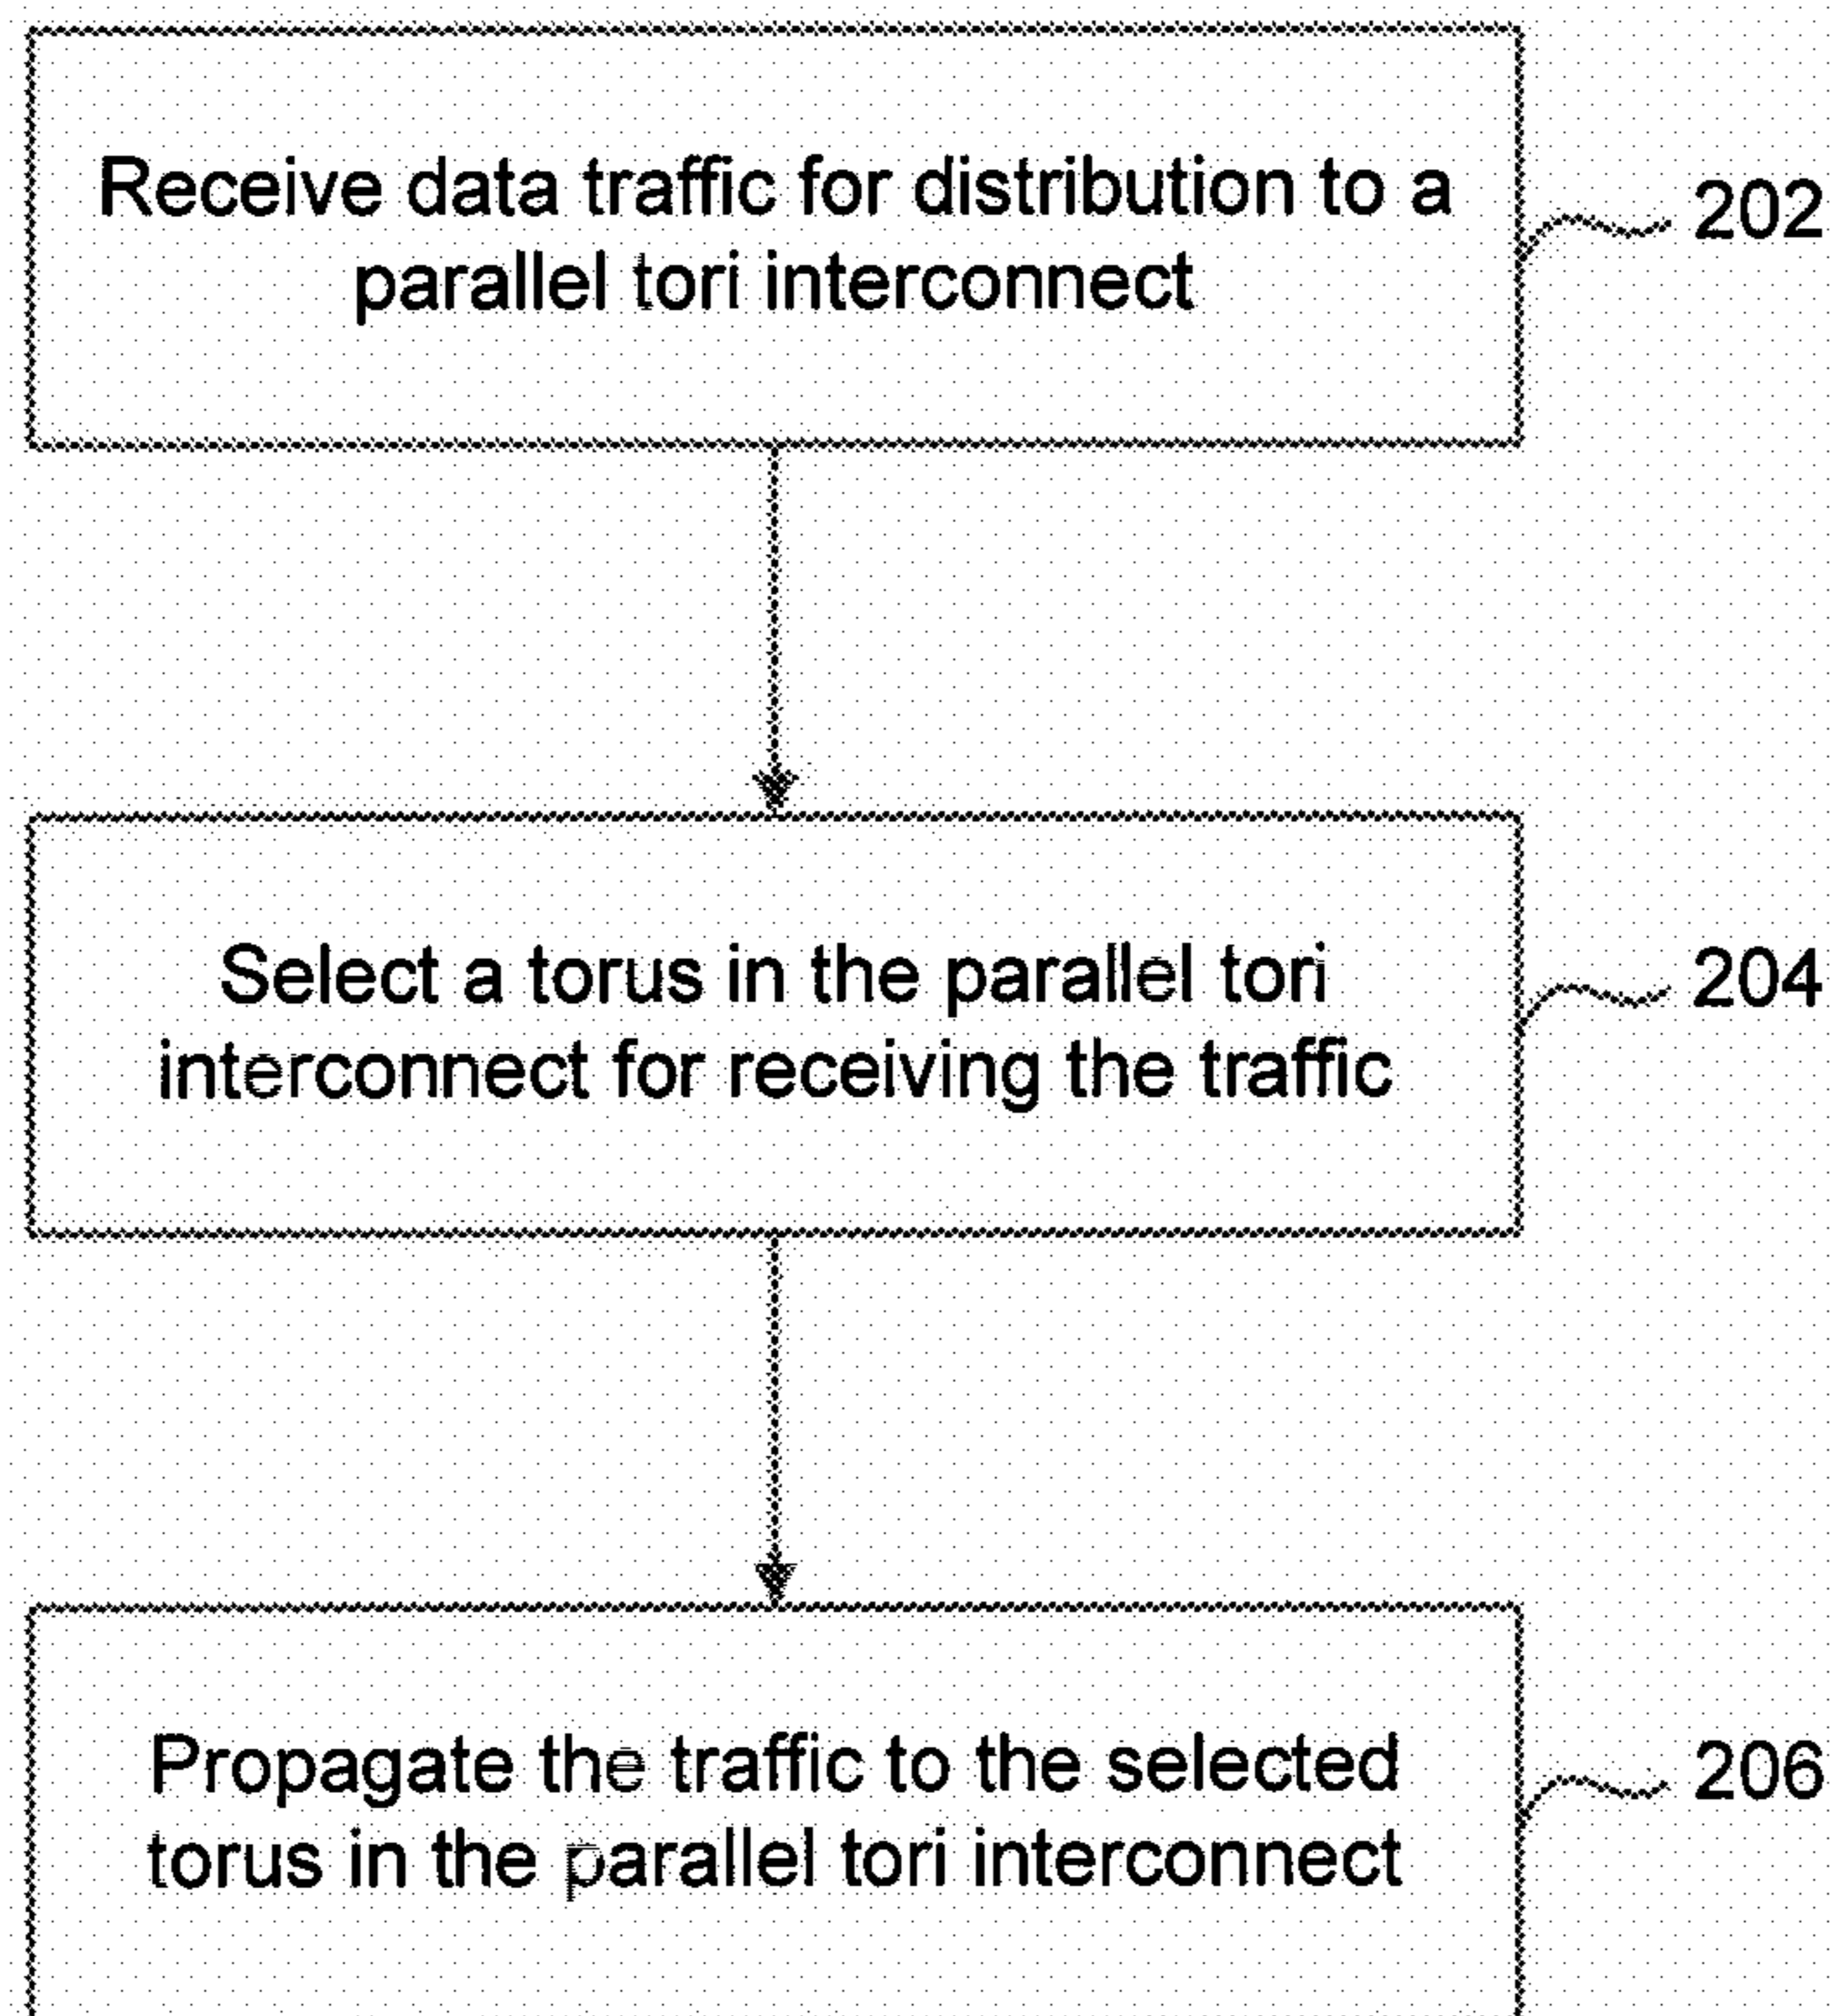 Receive data traffic for distribution to a
parallel tori interconnect
202
Select a torus in the parallel tori
interconnect for receiving the traffic
204
Propagate the traffic to the selected
torus in the parallel tori interconnect
206